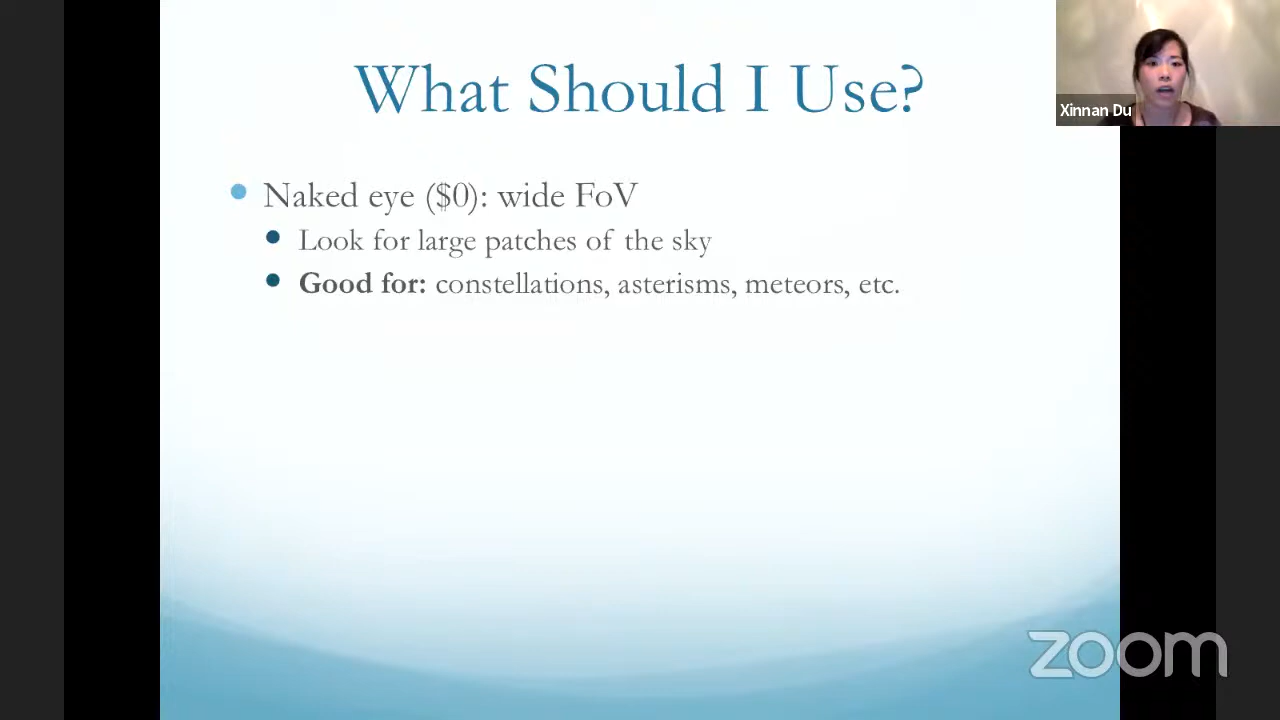 What Should I Use?
Xinnan Du
Naked eye ($0): wide FoV
Look for large patches of the sky
Good for: constellations, asterisms, meteors, etc.
zoom